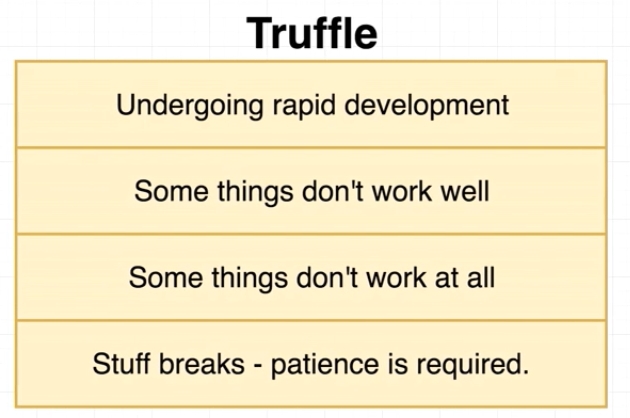 Truffle
Undergoing rapid development
Some things don't work well
Some things don't work at all
Stuff breaks - patience is required.